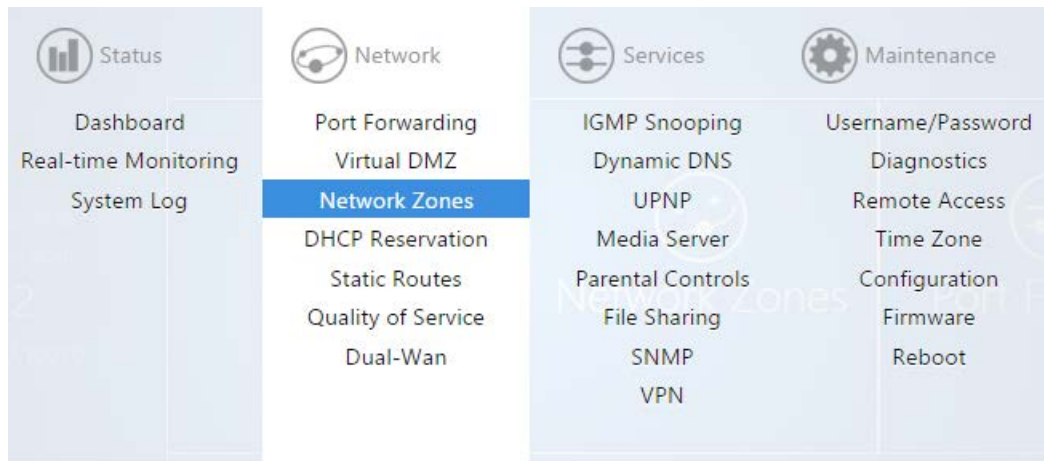 Status
Network
Services
Maintenance
Dashboard
Port Forwarding
IGMP Snooping
Username/Password
Real-time Monitoring
Virtual DMZ
Dynamic DNS
Diagnostics
System Log
Network Zones
UPNP
Remote Access
DHCP Reservation
Media Server
Time Zone
Static Routes
Parental Controls
Configuration
Quality of Service
File Sharing
Firmware
Dual-Wan
SNMP
Reboot
VPN
Network Zones